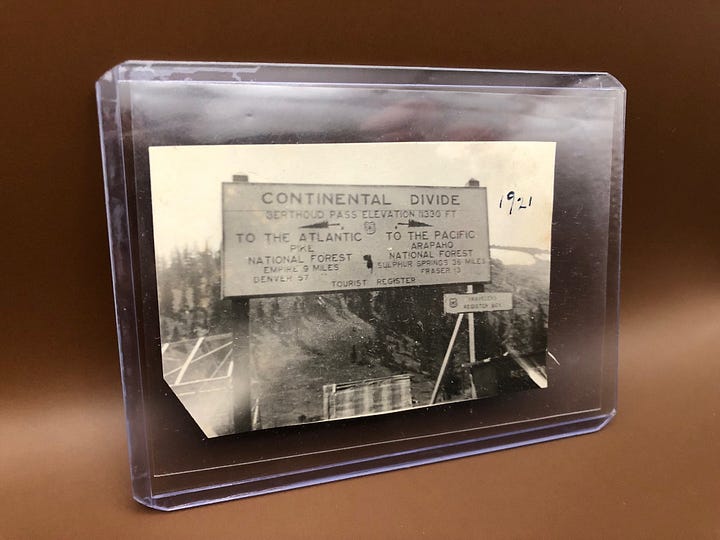 CONTINENTAL DIVIDE
BERTHOUD PASS ELEVATION 11330 FT
TO THE ATLANTIC
PIKE
NATIONAL FOREST
EMPIRE 9 MILES
DENVER 57
TO THE PACIFIC
ARAPAHO
NATIONAL FOREST
SULPHUR SPRINGS 36 MILES
FRASER 13
TOURIST REGISTER
TRAVELERS
REGISTER BOX
1921